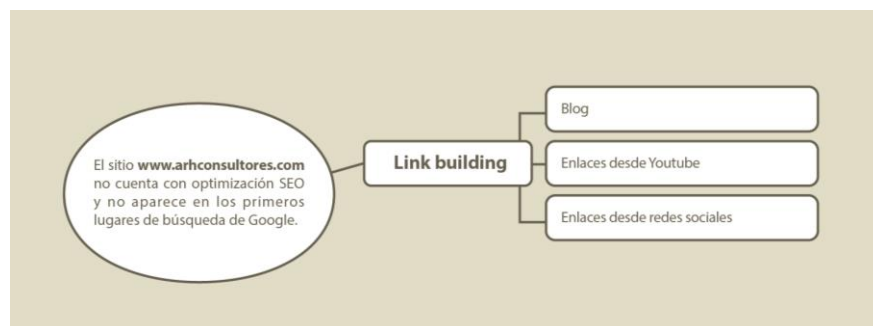 El sitio www.arhconsultores.com
no cuenta con optimización SEO
y no aparece en los primeros
lugares de búsqueda de Google.
Link building
Blog
Enlaces desde Youtube
Enlaces desde redes sociales